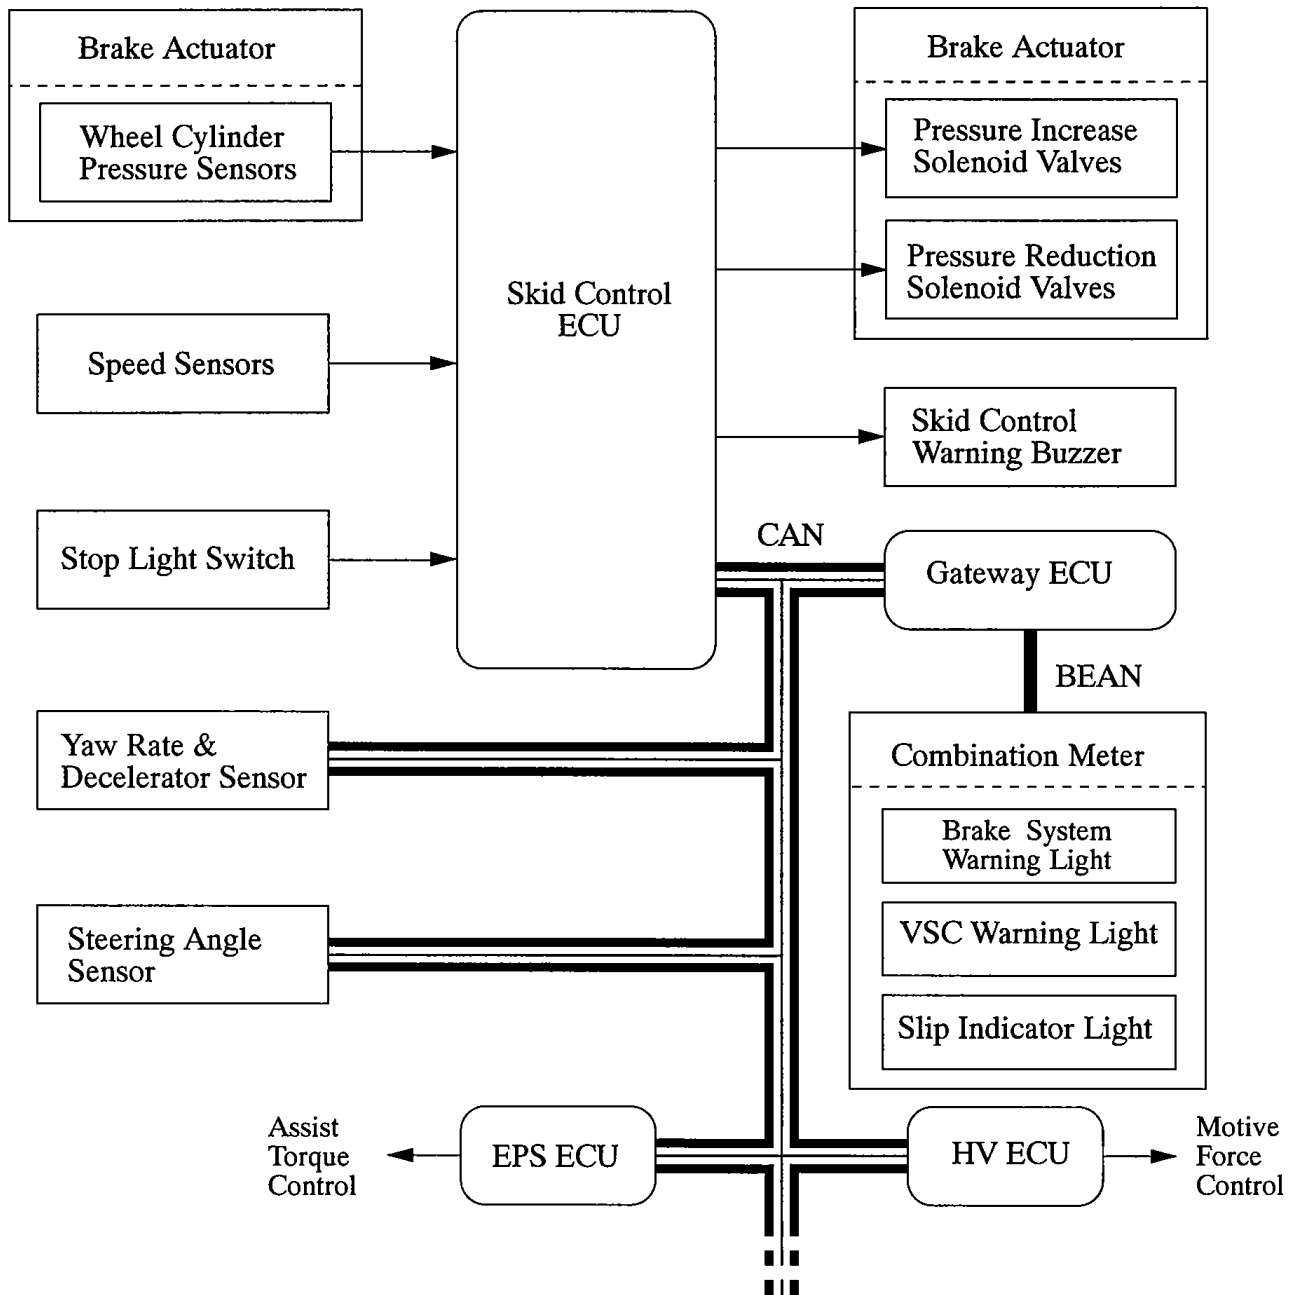 Brake Actuator
Wheel Cylinder
Pressure Sensors
Speed Sensors
Stop Light Switch
Yaw Rate &
Decelerator Sensor
Steering Angle
Sensor
Skid Control
ECU
Brake Actuator
Pressure Increase
Solenoid Valves
Pressure Reduction
Solenoid Valves
Skid Control
Warning Buzzer
CAN
Gateway ECU
BEAN
Combination Meter
Brake System
Warning Light
VSC Warning Light
Slip Indicator Light
Assist
Torque
Control
EPS ECU
HV ECU
Motive
Force
Control